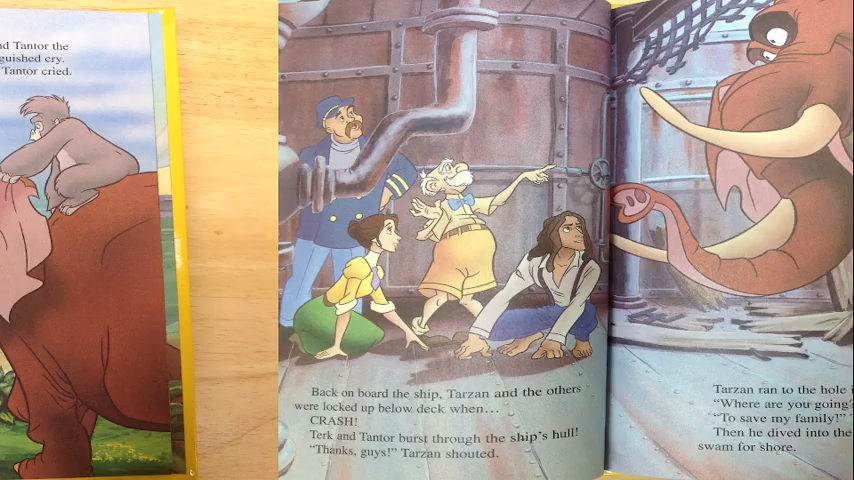 nd Tantor the
guished cry.
Tantor cried.
Back on board the ship, Tarzan and the others
were locked up below deck when...
CRASH!
Terk and Tantor burst through the ship's hull!
"Thanks, guys!" Tarzan shouted.
Tarzan ran to the hole i
"Where are you going?
"To save my family!"
Then he dived into the
swam for shore.